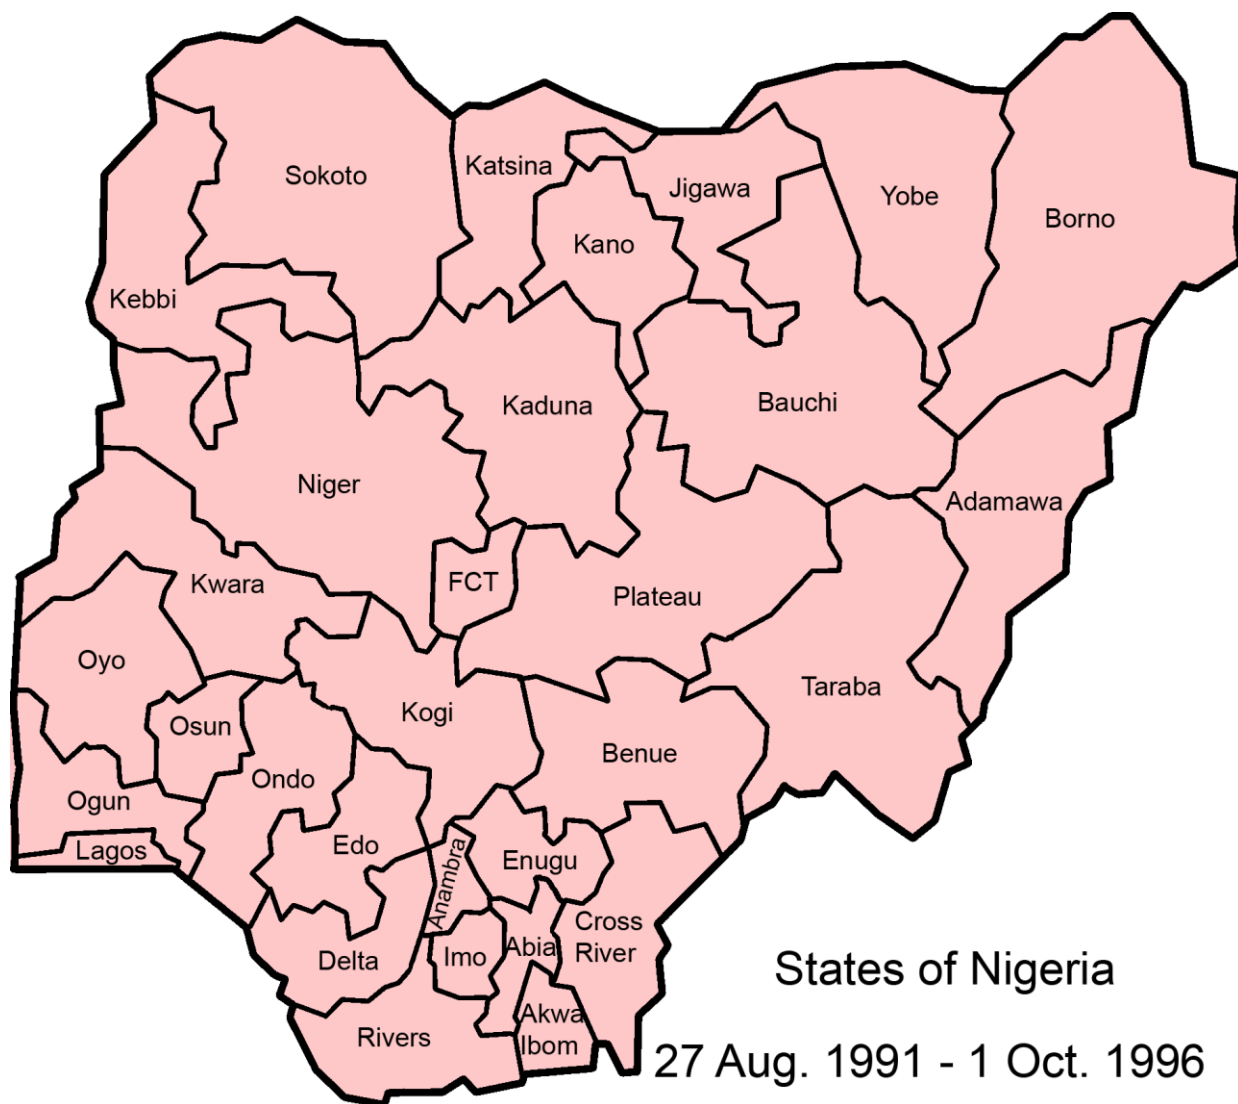 Sokoto
Katsina
Jigawa
Yobe
Borno
Kano
Kebbi
Kaduna
Bauchi
Niger
Adamawa
FCT
Kwara
Plateau
Oyo
Taraba
Kogi
Osun
Benue
Ondo
Ogun
Edo
Lagos
Enugu
Anambra
Cross
River
Abia
Imo
Delta
Akwa
Ibom
Rivers
States of Nigeria
27 Aug. 1991 - 1 Oct. 1996